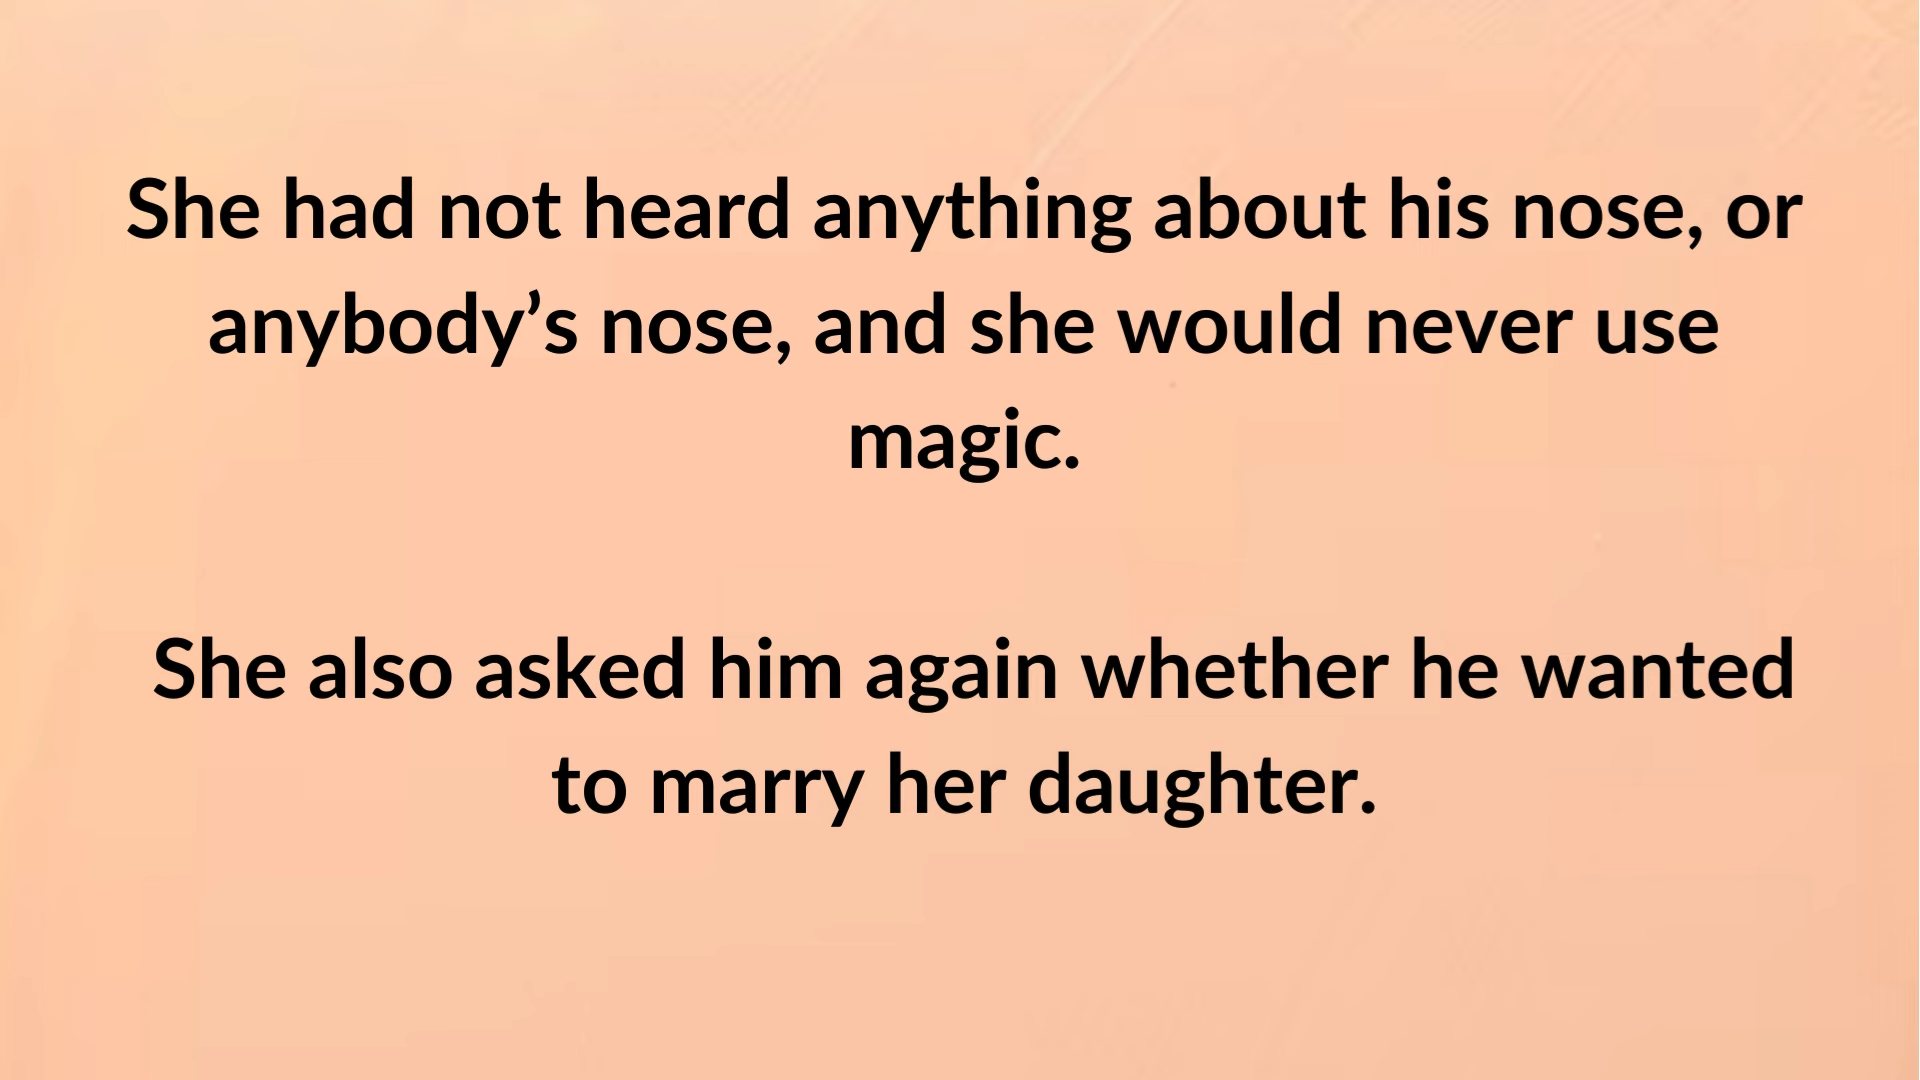 She had not heard anything about his nose, or
anybody’s nose, and she would never use
magic.
She also asked him again whether he wanted
to marry her daughter.